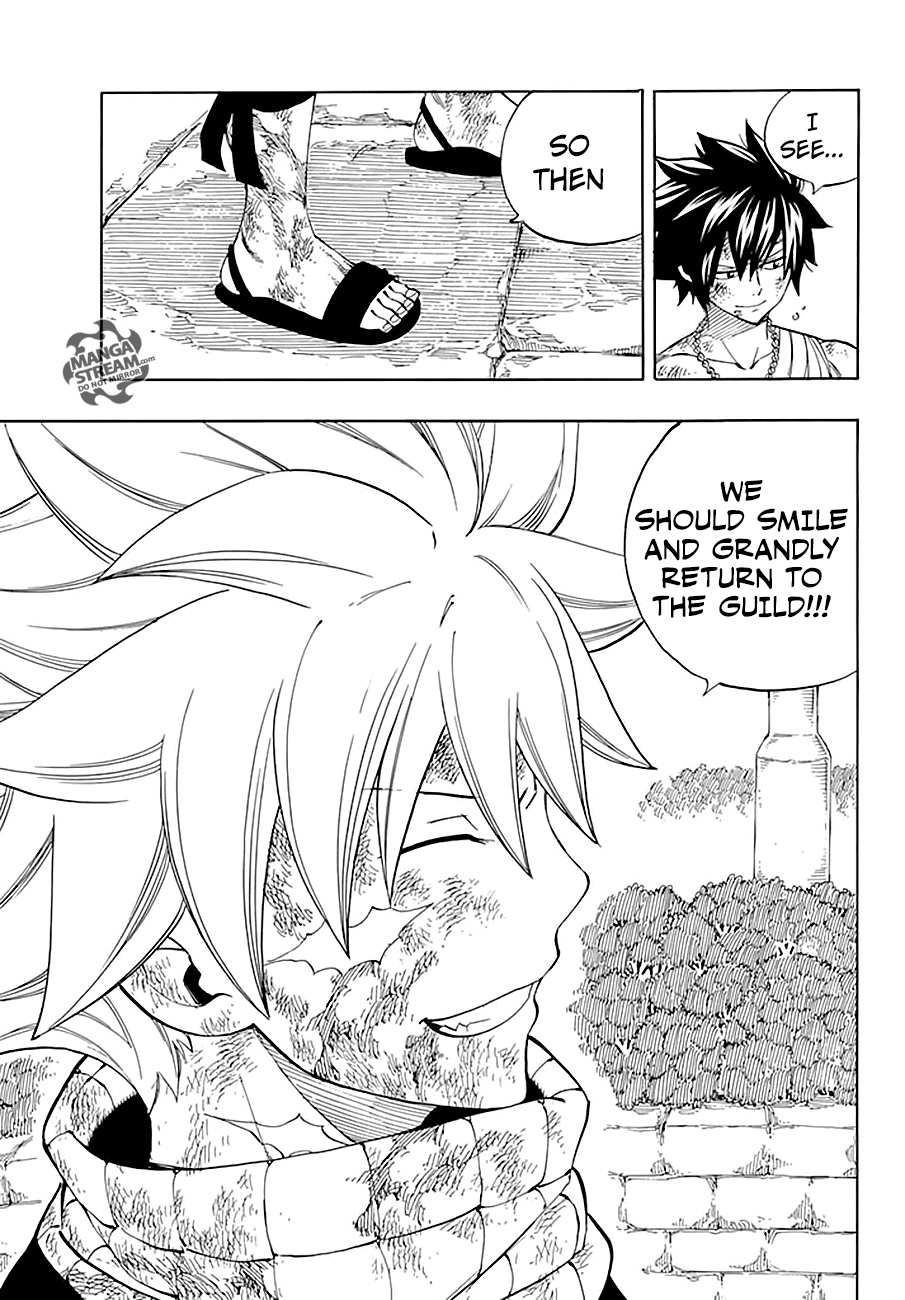 I
SEE...
SO
THEN
WE
SHOULD SMILE
AND GRANDLY
RETURN TO
THE GUILD!!!
MANGA
STREAM.com
DO NOT MIRROR!